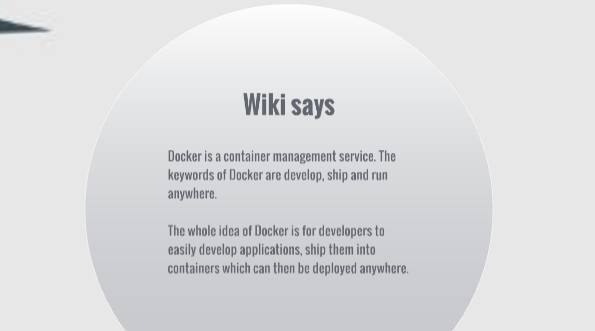 Wiki says
Docker is a container management service. The
keywords of Docker are develop, ship and run
anywhere.
The whole idea of Docker is for developers to
easily develop applications, ship them into
containers which can then be deployed anywhere.